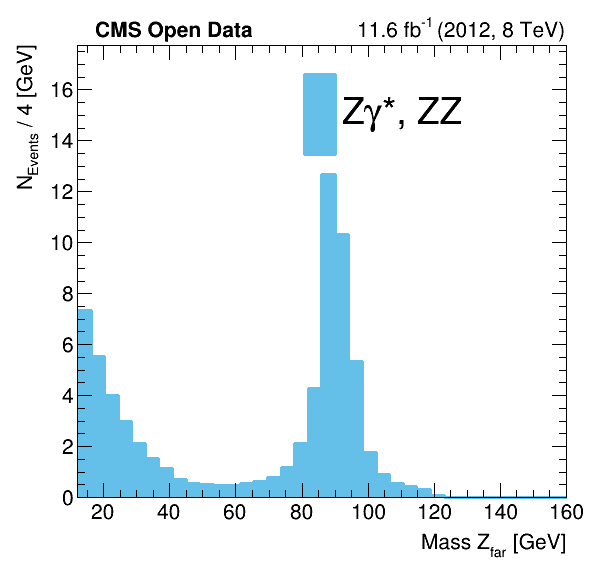 CMS Open Data 11.6 fb⁻¹ (2012, 8 TeV)
N_Events / 4 [GeV]
16
14
12
10
8
6
4
2
0
Zγ*, ZZ
20 40 60 80 100 120 140 160
Mass Z_far [GeV]